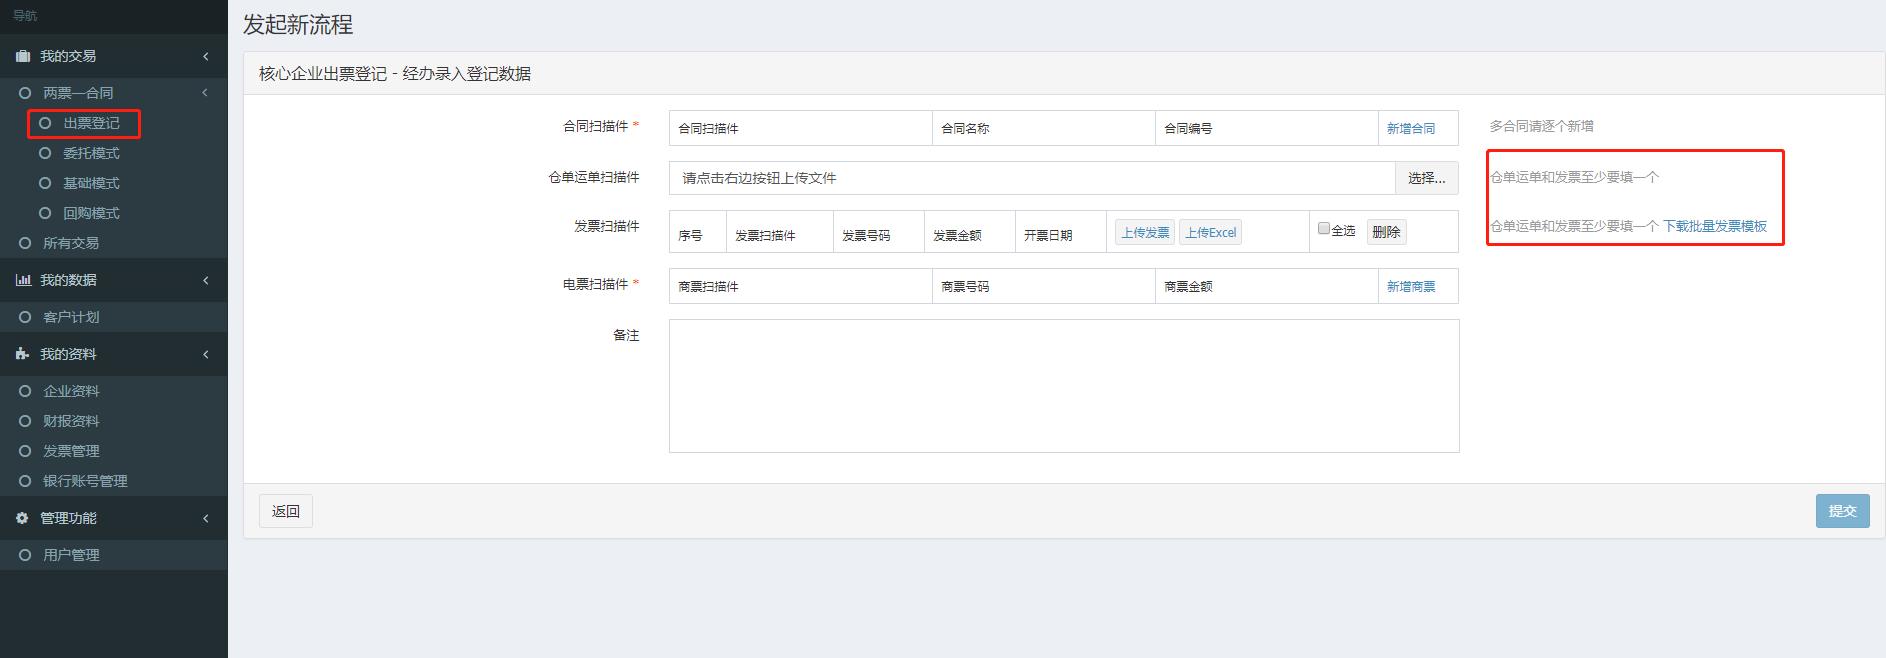 导航
我的交易
两票一合同
出票登记
委托模式
基础模式
回购模式
所有交易
我的数据
客户计划
我的资料
企业资料
财报资料
发票管理
银行账号管理
管理功能
用户管理
发起新流程
核心企业出票登记 - 经办录入登记数据
合同扫描件 * 合同扫描件 合同名称 合同编号 新增合同 多合同请逐个新增
仓单运单扫描件 请点击右边按钮上传文件 选择... 仓单运单和发票至少要填一个
发票扫描件 序号 发票扫描件 发票号码 发票金额 开票日期 上传发票 上传Excel 全选 删除 仓单运单和发票至少要填一个 下载批量发票模板
电票扫描件 * 商票扫描件 商票号码 商票金额 新增商票
备注
返回 提交